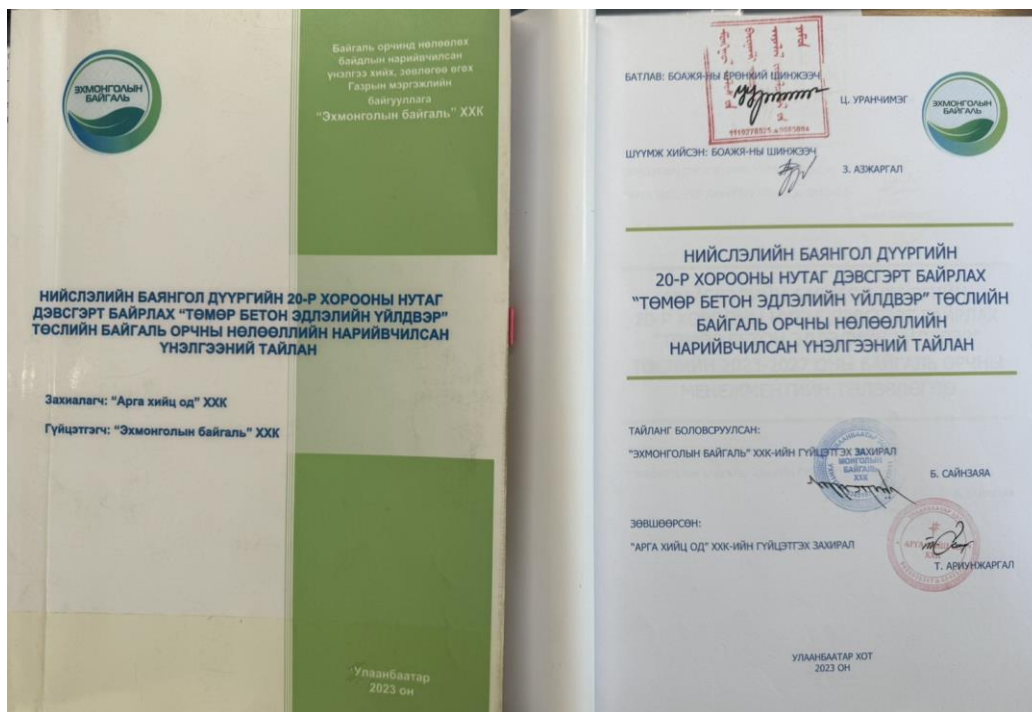 ЭХМОНГОЛЫН
БАЙГАЛЬ
Байгаль орчинд нөлөөлөх
байдлын нарийвчилсан
үнэлгээ хийх, зөвлөгөө өгөх
Газрын мэргэжлийн
байгууллага
“Эхмонголын байгаль” ХХК
НИЙСЛЭЛИЙН БАЯНГОЛ ДҮҮРГИЙН 20-Р ХОРООНЫ НУТАГ
ДЭВСГЭРТ БАЙРЛАХ “ТӨМӨР БЕТОН ЭДЛЭЛИЙН ҮЙЛДВЭР”
ТӨСЛИЙН БАЙГАЛЬ ОРЧНЫ НӨЛӨӨЛЛИЙН НАРИЙВЧИЛСАН
ҮНЭЛГЭЭНИЙ ТАЙЛАН
Захиалагч: “Арга хийц од” ХХК
Гүйцэтгэгч: “Эхмонголын байгаль” ХХК
Улаанбаатар
2023 он
БАТЛАВ: БОАЖЯ-НЫ ЕРӨНХИЙ ШИНЖЭЭЧ
Ц. УРАНЧИМЭГ
ЭХМОНГОЛЫН
БАЙГАЛЬ
ШҮҮМЖ ХИЙСЭН: БОАЖЯ-НЫ ШИНЖЭЭЧ
З. АЗЖАРГАЛ
НИЙСЛЭЛИЙН БАЯНГОЛ ДҮҮРГИЙН
20-Р ХОРООНЫ НУТАГ ДЭВСГЭРТ БАЙРЛАХ
“ТӨМӨР БЕТОН ЭДЛЭЛИЙН ҮЙЛДВЭР” ТӨСЛИЙН
БАЙГАЛЬ ОРЧНЫ НӨЛӨӨЛЛИЙН
НАРИЙВЧИЛСАН ҮНЭЛГЭЭНИЙ ТАЙЛАН
ТАЙЛАНГ БОЛОВСРУУЛСАН:
“ЭХМОНГОЛЫН БАЙГАЛЬ” ХХК-ИЙН ГҮЙЦЭТГЭХ ЗАХИРАЛ
МОНГОЛЫН
БАЙГАЛЬ
ХХК
Б. САЙНЗАЯА
ЗӨВШӨӨРСӨН:
“АРГА ХИЙЦ ОД” ХХК-ИЙН ГҮЙЦЭТГЭХ ЗАХИРАЛ
Т. АРИУНЖАРГАЛ
УЛААНБААТАР ХОТ
2023 ОН